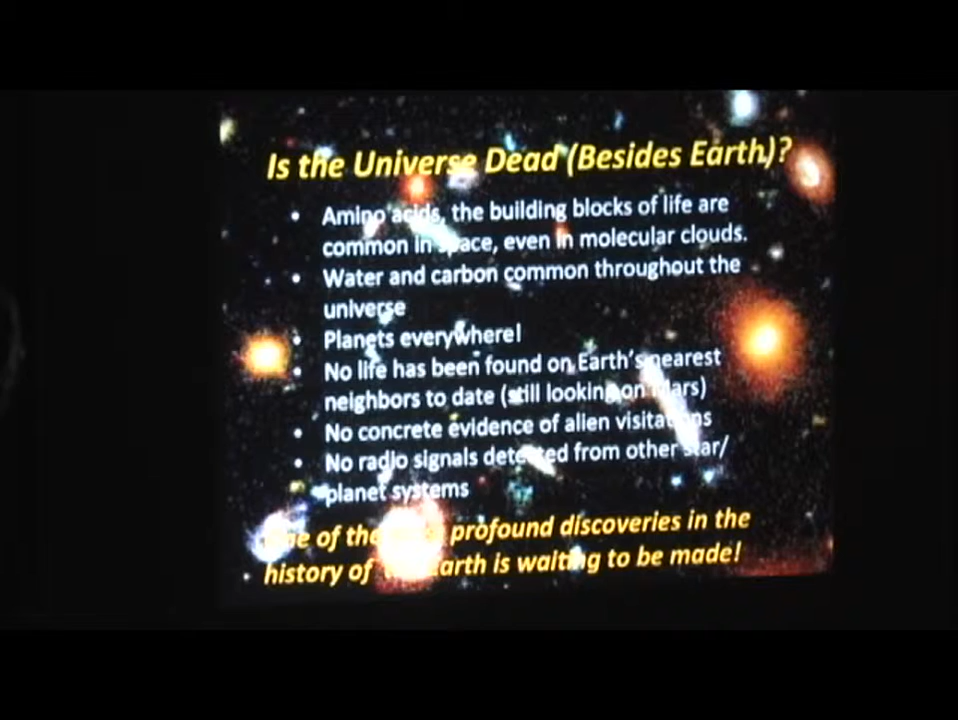 Is the Universe Dead (Besides Earth)?
• Amino acids, the building blocks of life are
common in space, even in molecular clouds.
• Water and carbon common throughout the
universe
• Planets everywhere!
• No life has been found on Earth's nearest
neighbors to date (still looking on Mars)
• No concrete evidence of alien visitations
• No radio signals detected from other star/
planet systems
One of the most profound discoveries in the
history of the Earth is waiting to be made!